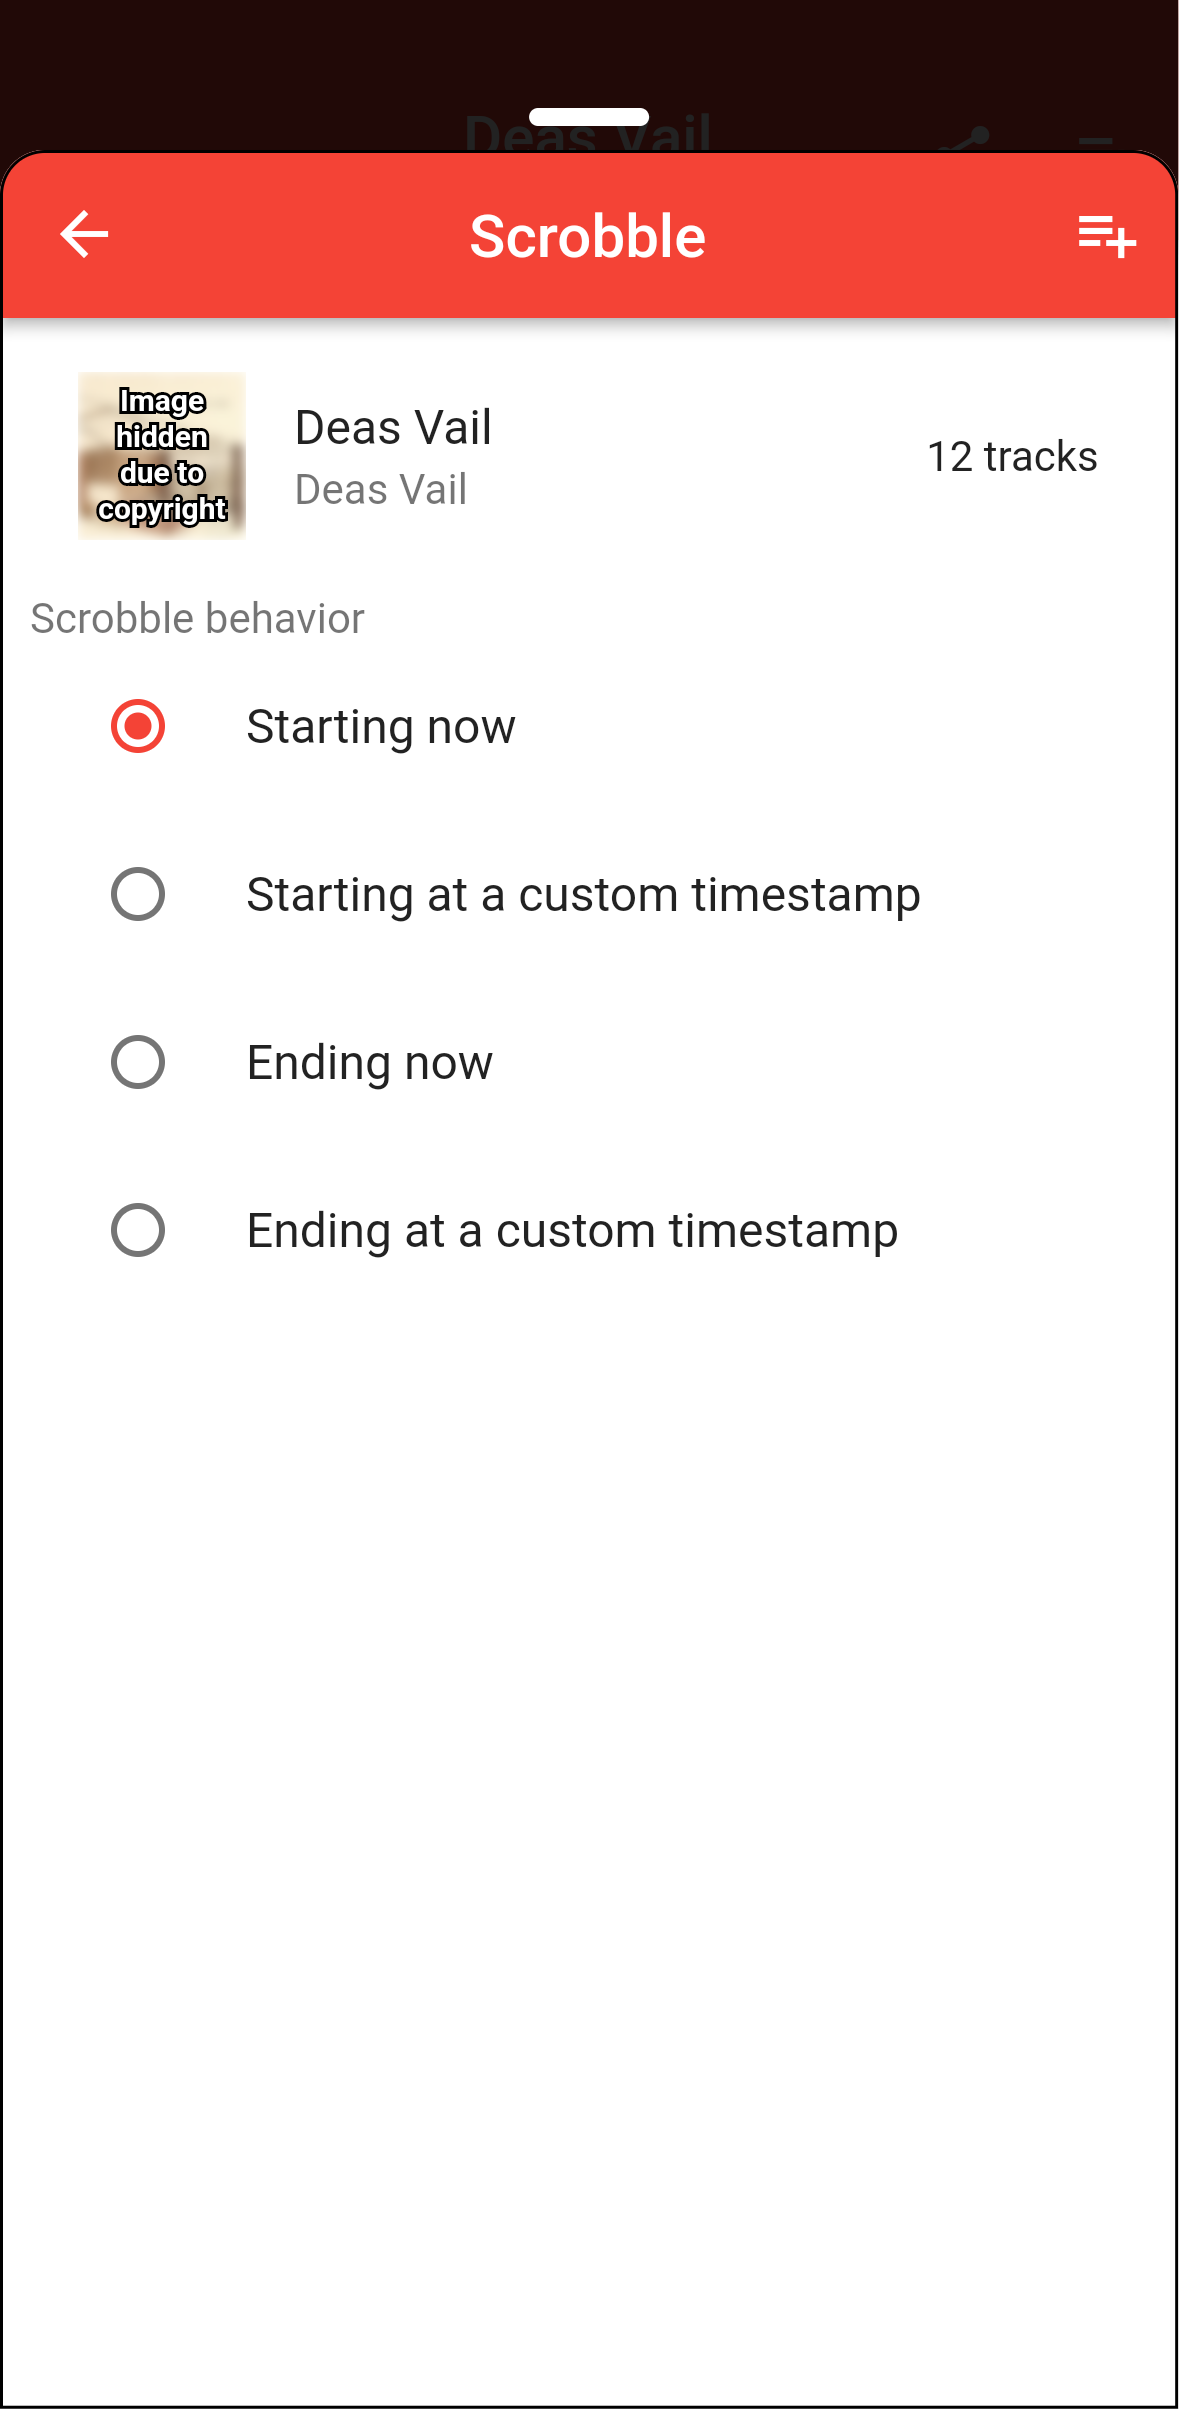 Deas Vail
Scrobble
Image
hidden
due to
copyright
Deas Vail
Deas Vail
12 tracks
Scrobble behavior
Starting now
Starting at a custom timestamp
Ending now
Ending at a custom timestamp